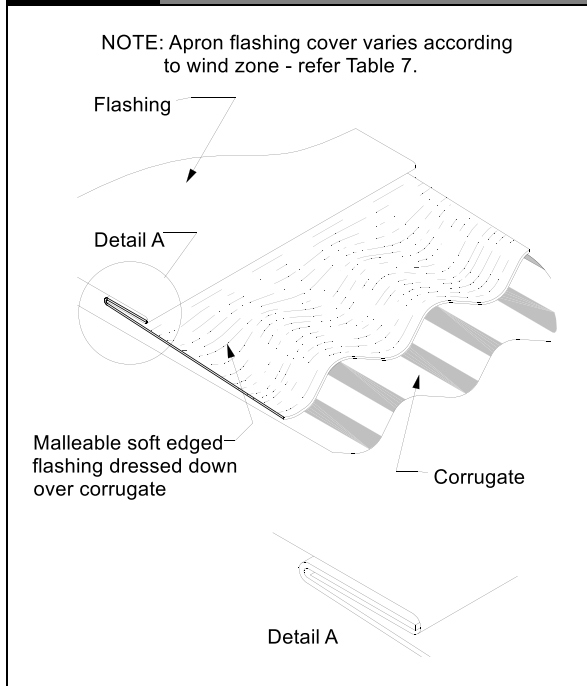 NOTE: Apron flashing cover varies according
to wind zone - refer Table 7.
Flashing
Detail A
Malleable soft edged
flashing dressed down
over corrugate
Corrugate
Detail A